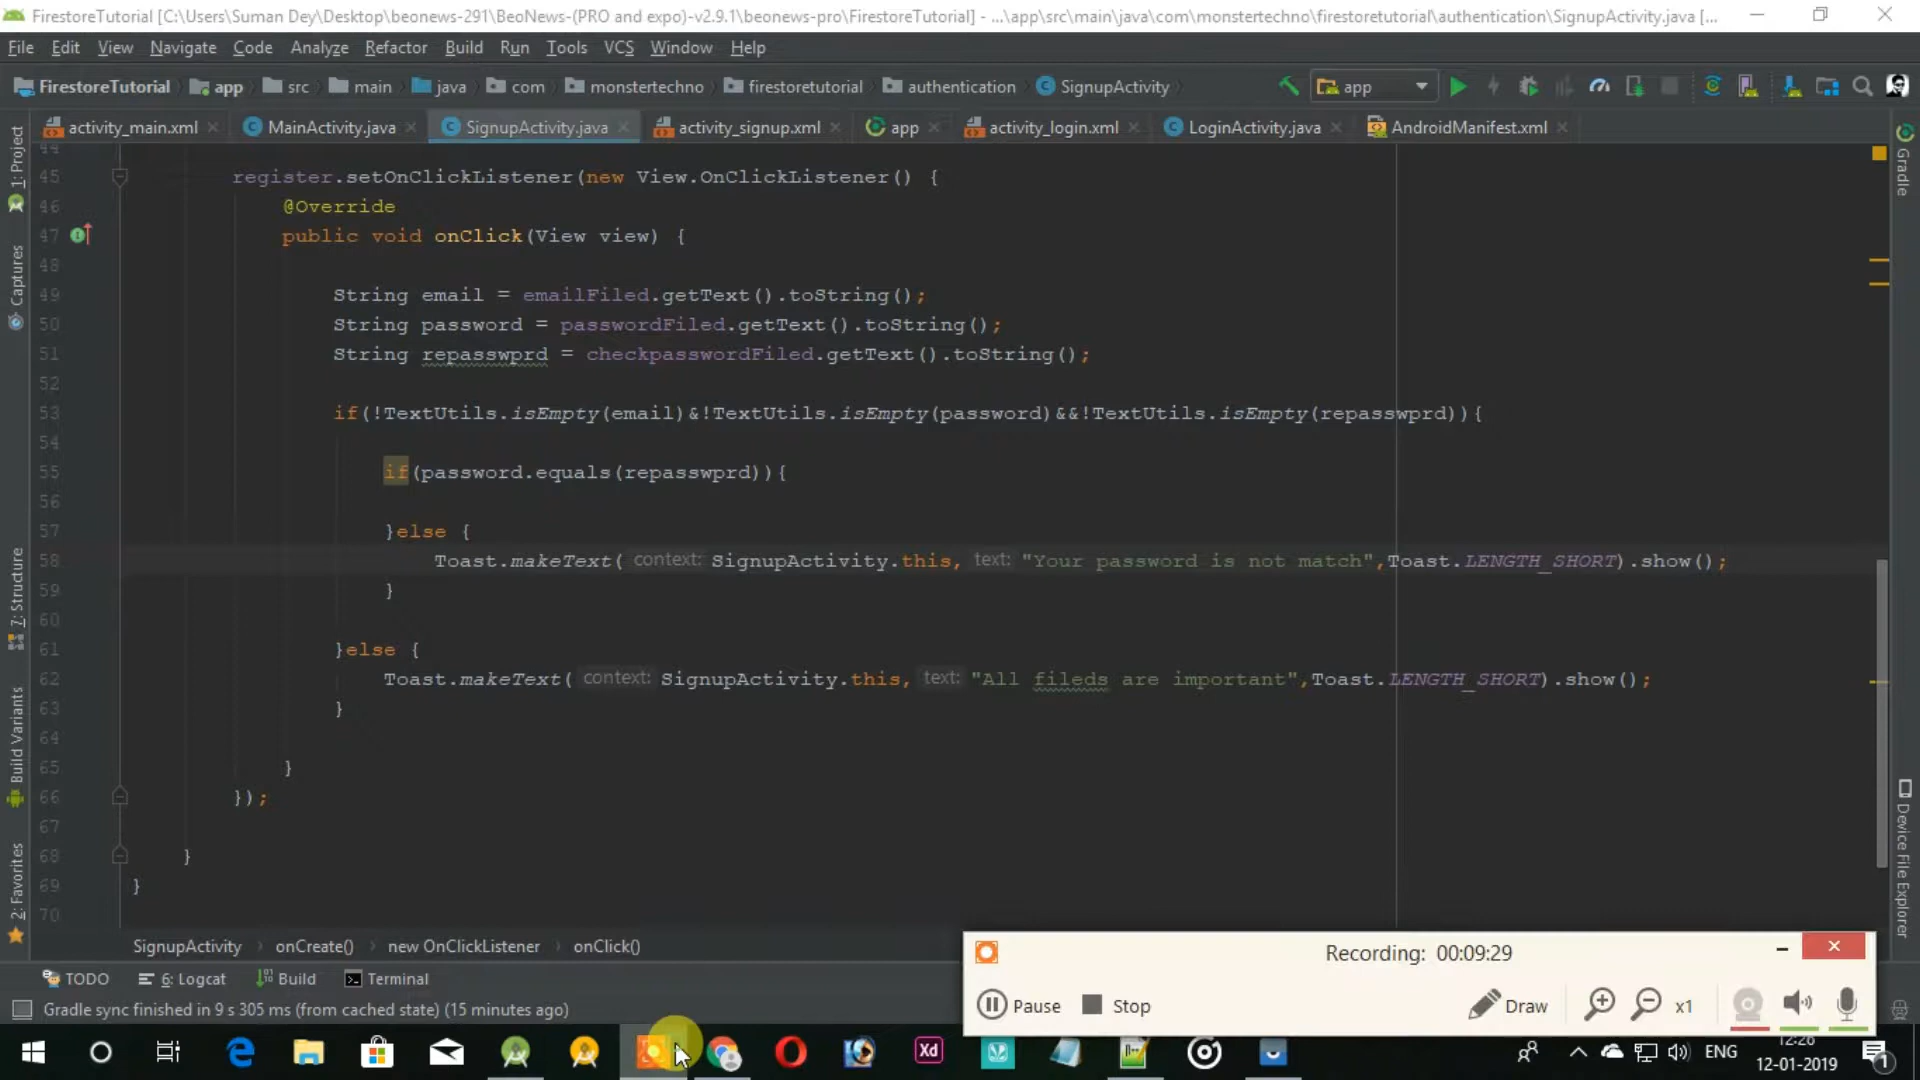 FirestoreTutorial [C:\Users\Suman Dey\Desktop\beonews-291\BeoNews-(PRO and expo)-v2.9.1\beonews-pro\FirestoreTutorial] - ...\app\src\main\java\com\monstertechno\firestoretutorial\authentication\SignupActivity.java [...
File Edit View Navigate Code Analyze Refactor Build Run Tools VCS Window Help
FirestoreTutorial app src main java com monstertechno firestoretutorial authentication SignupActivity app
activity_main.xml MainActivity.java SignupActivity.java activity_signup.xml app activity_login.xml LoginActivity.java AndroidManifest.xml
1: Project
Captures
7: Structure
Build Variants
2: Favorites
Gradle
Device File Explorer
44
45 register.setOnClickListener(new View.OnClickListener() {
46 @Override
47 public void onClick(View view) {
48
49 String email = emailFiled.getText().toString();
50 String password = passwordFiled.getText().toString();
51 String repasswprd = checkpasswordFiled.getText().toString();
52
53 if(!TextUtils.isEmpty(email)&!TextUtils.isEmpty(password)&&!TextUtils.isEmpty(repasswprd)){
54
55 if(password.equals(repasswprd)){
56
57 }else {
58 Toast.makeText( context: SignupActivity.this, text: "Your password is not match",Toast.LENGTH_SHORT).show();
59 }
60
61 }else {
62 Toast.makeText( context: SignupActivity.this, text: "All fileds are important",Toast.LENGTH_SHORT).show();
63 }
64
65 }
66 });
67
68 }
69 }
70
SignupActivity onCreate() new OnClickListener onClick()
TODO 6: Logcat Build Terminal
Gradle sync finished in 9 s 305 ms (from cached state) (15 minutes ago)
Recording: 00:09:29
Pause Stop Draw x1
Xd
ENG
12:26
12-01-2019
1